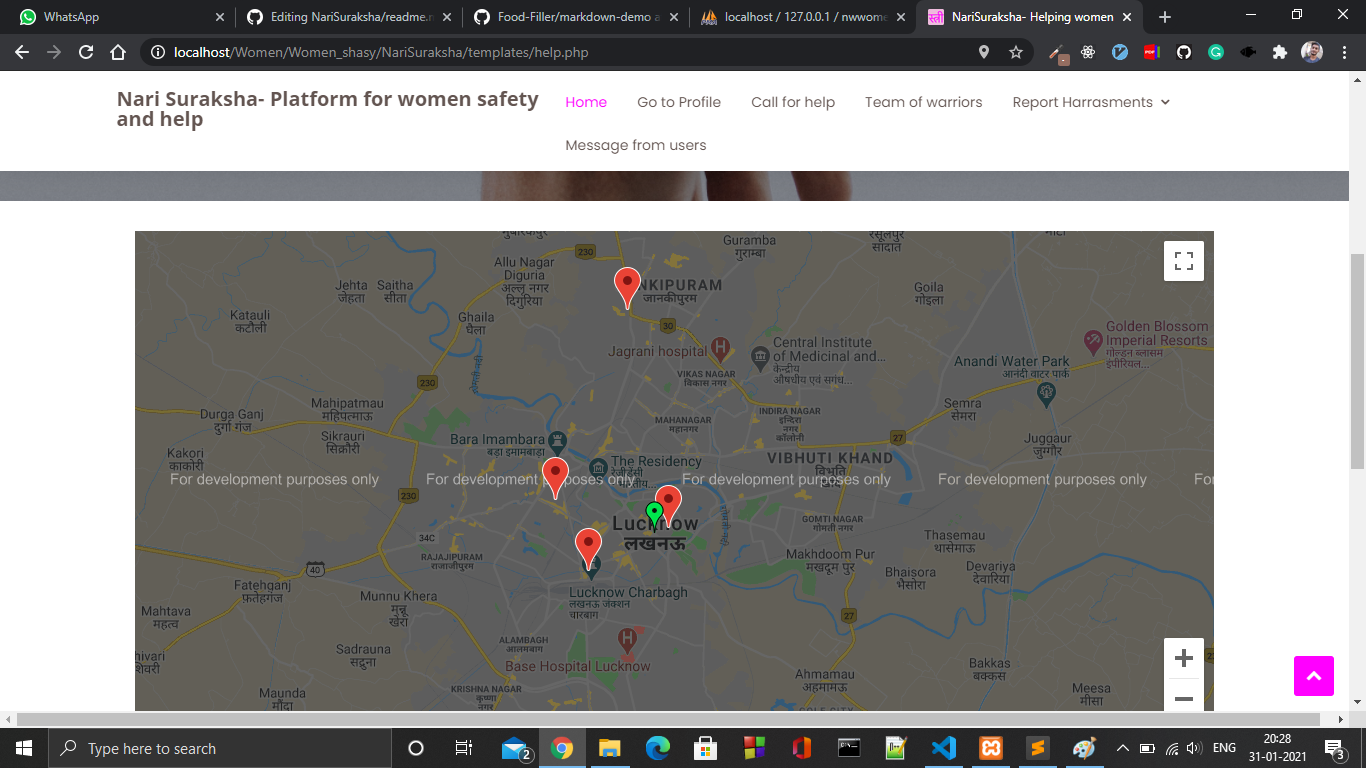 WhatsApp
Editing NariSuraksha/readme.m
Food-Filler/markdown-demo a
localhost / 127.0.0.1 / nwwome
NariSuraksha- Helping women
localhost/Women/Women_shasy/NariSuraksha/templates/help.php
Nari Suraksha- Platform for women safety
and help
Home
Go to Profile
Call for help
Team of warriors
Report Harrasments
Message from users
230
Guramba
गुराम्बा
सादात
Allu Nagar
Diguria
अल्लू नगर
दिगुरिया
Jehta
जेहता
Saitha
सीता
NKIPURAM
जानकीपुरम
Goila
गोइला
Katauli
कटौली
Ghaila
घैला
30
Golden Blossom
Imperial Resorts
गोल्डन ब्लासम
इंपीरियल...
Jagrani hospital
Central Institute
of Medicinal and...
केन्द्रीय
औषधीय एवं सगंध...
Anandi Water Park
आनंदी वाटर पार्क
VIKAS NAGAR
विकास नगर
230
Mahipatmau
महिपतमऊ
Durga Ganj
दुर्गा गंज
INDIRA NAGAR
इन्दिरा
नगर
कॉलोनी
Semra
सेमरा
MAHANAGAR
महानगर
Sikrauri
सिकरौरी
Bara Imambara
बड़ा इमामबाड़ा
27
Juggaur
जुग्गौर
Kakori
काकोरी
The Residency
रेजीडेंसी
VIBHUTI KHAND
विभूति
For development purposes only
For development purposes only
For development purposes only
For development purposes only
For
230
Lucknow
लखनऊ
GOMTI NAGAR
गोमती नगर
34C
RAJAJIPURAM
राजाजीपुरम
Thasemau
थासेमाऊ
Makhdoom Pur
मखदूम पुर
40
Bhaisora
भैसोरा
Devariya
देवारिया
Fatehganj
फ़तेहगंज
Lucknow Charbagh
लखनऊ जंक्शन
चारबाग
Munnu Khera
मुन्नू
खेरा
Mahtava
महत्व
27
ALAMBAGH
आलमबाग
hivari
शिवरी
Sadrauna
सदरूना
Base Hospital Lucknow
Bakkas
बक्कस
Ahmamau
अहमामऊ
Maunda
मौंदा
KRISHNA NAGAR
कृष्णा
नगर
Meesa
मीसा
Type here to search
2
ENG
20:28
31-01-2021
3